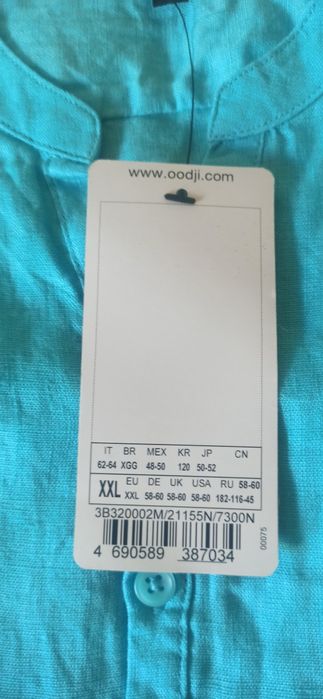 www.oodji.com
IT BR MEX KR JP CN
62-64 XGG 48-50 120 50-52
XXL EU DE UK USA RU 58-60
XXL 58-60 58-60 58-60 182-116-45
3B320002M/21155N/7300N
00075
4 690589 387034